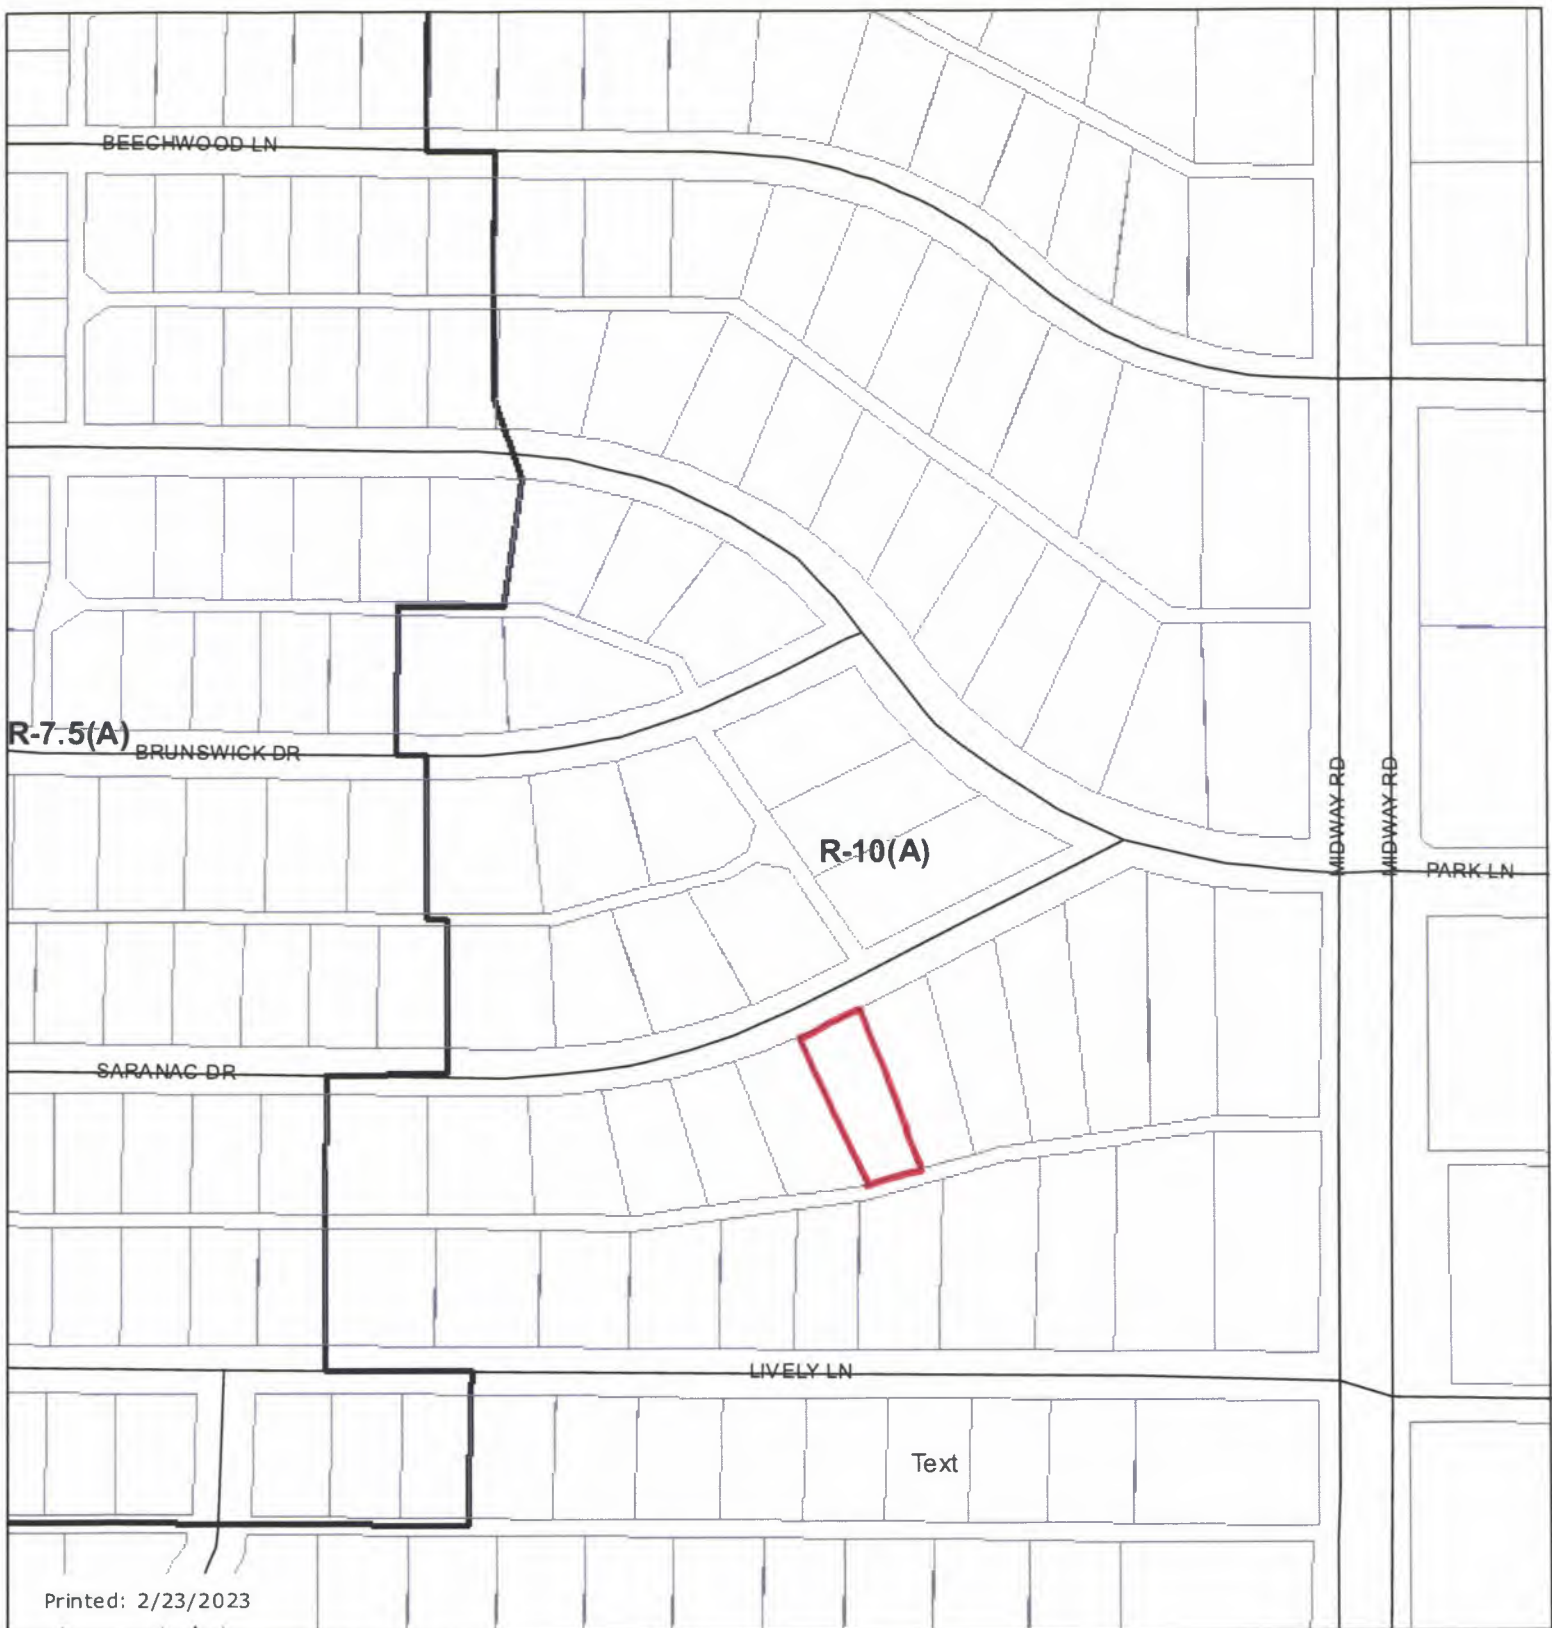 BEECHWOOD LN
R-7.5(A)
BRUNSWICK DR
MIDWAY RD
MIDWAY RD
R-10(A)
PARK LN
SARANAC DR
LIVELY LN
Text
Printed: 2/23/2023